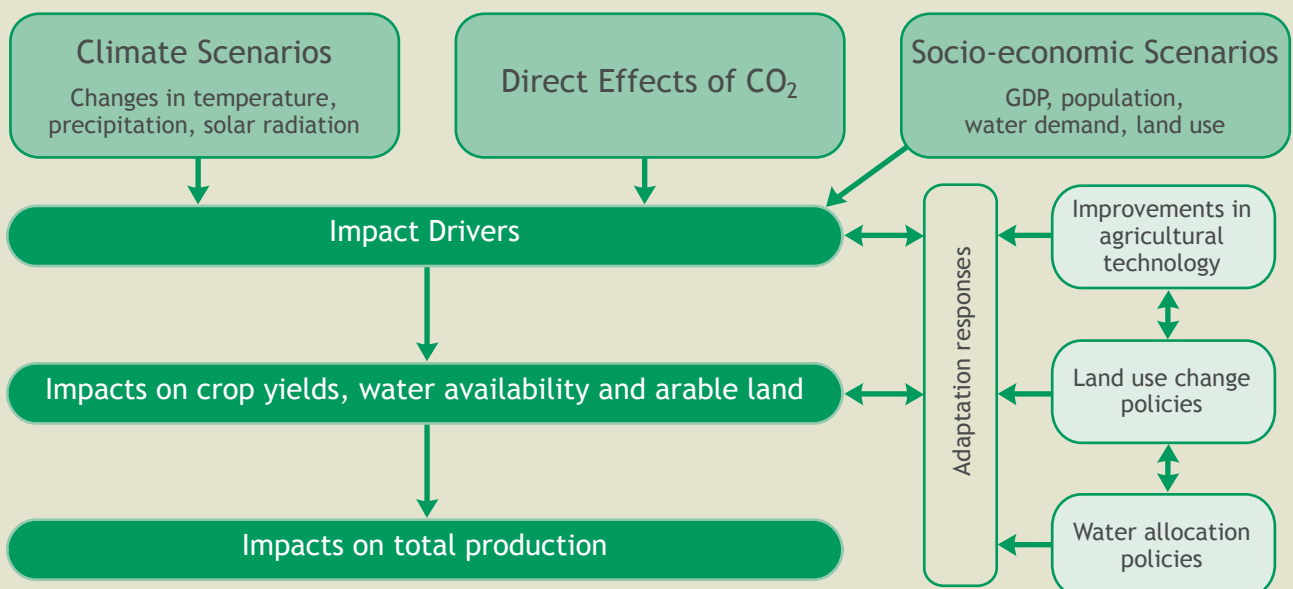 Climate Scenarios
Changes in temperature,
precipitation, solar radiation
Direct Effects of CO₂
Socio-economic Scenarios
GDP, population,
water demand, land use
Impact Drivers
Impacts on crop yields, water availability and arable land
Impacts on total production
Adaptation responses
Improvements in
agricultural
technology
Land use change
policies
Water allocation
policies